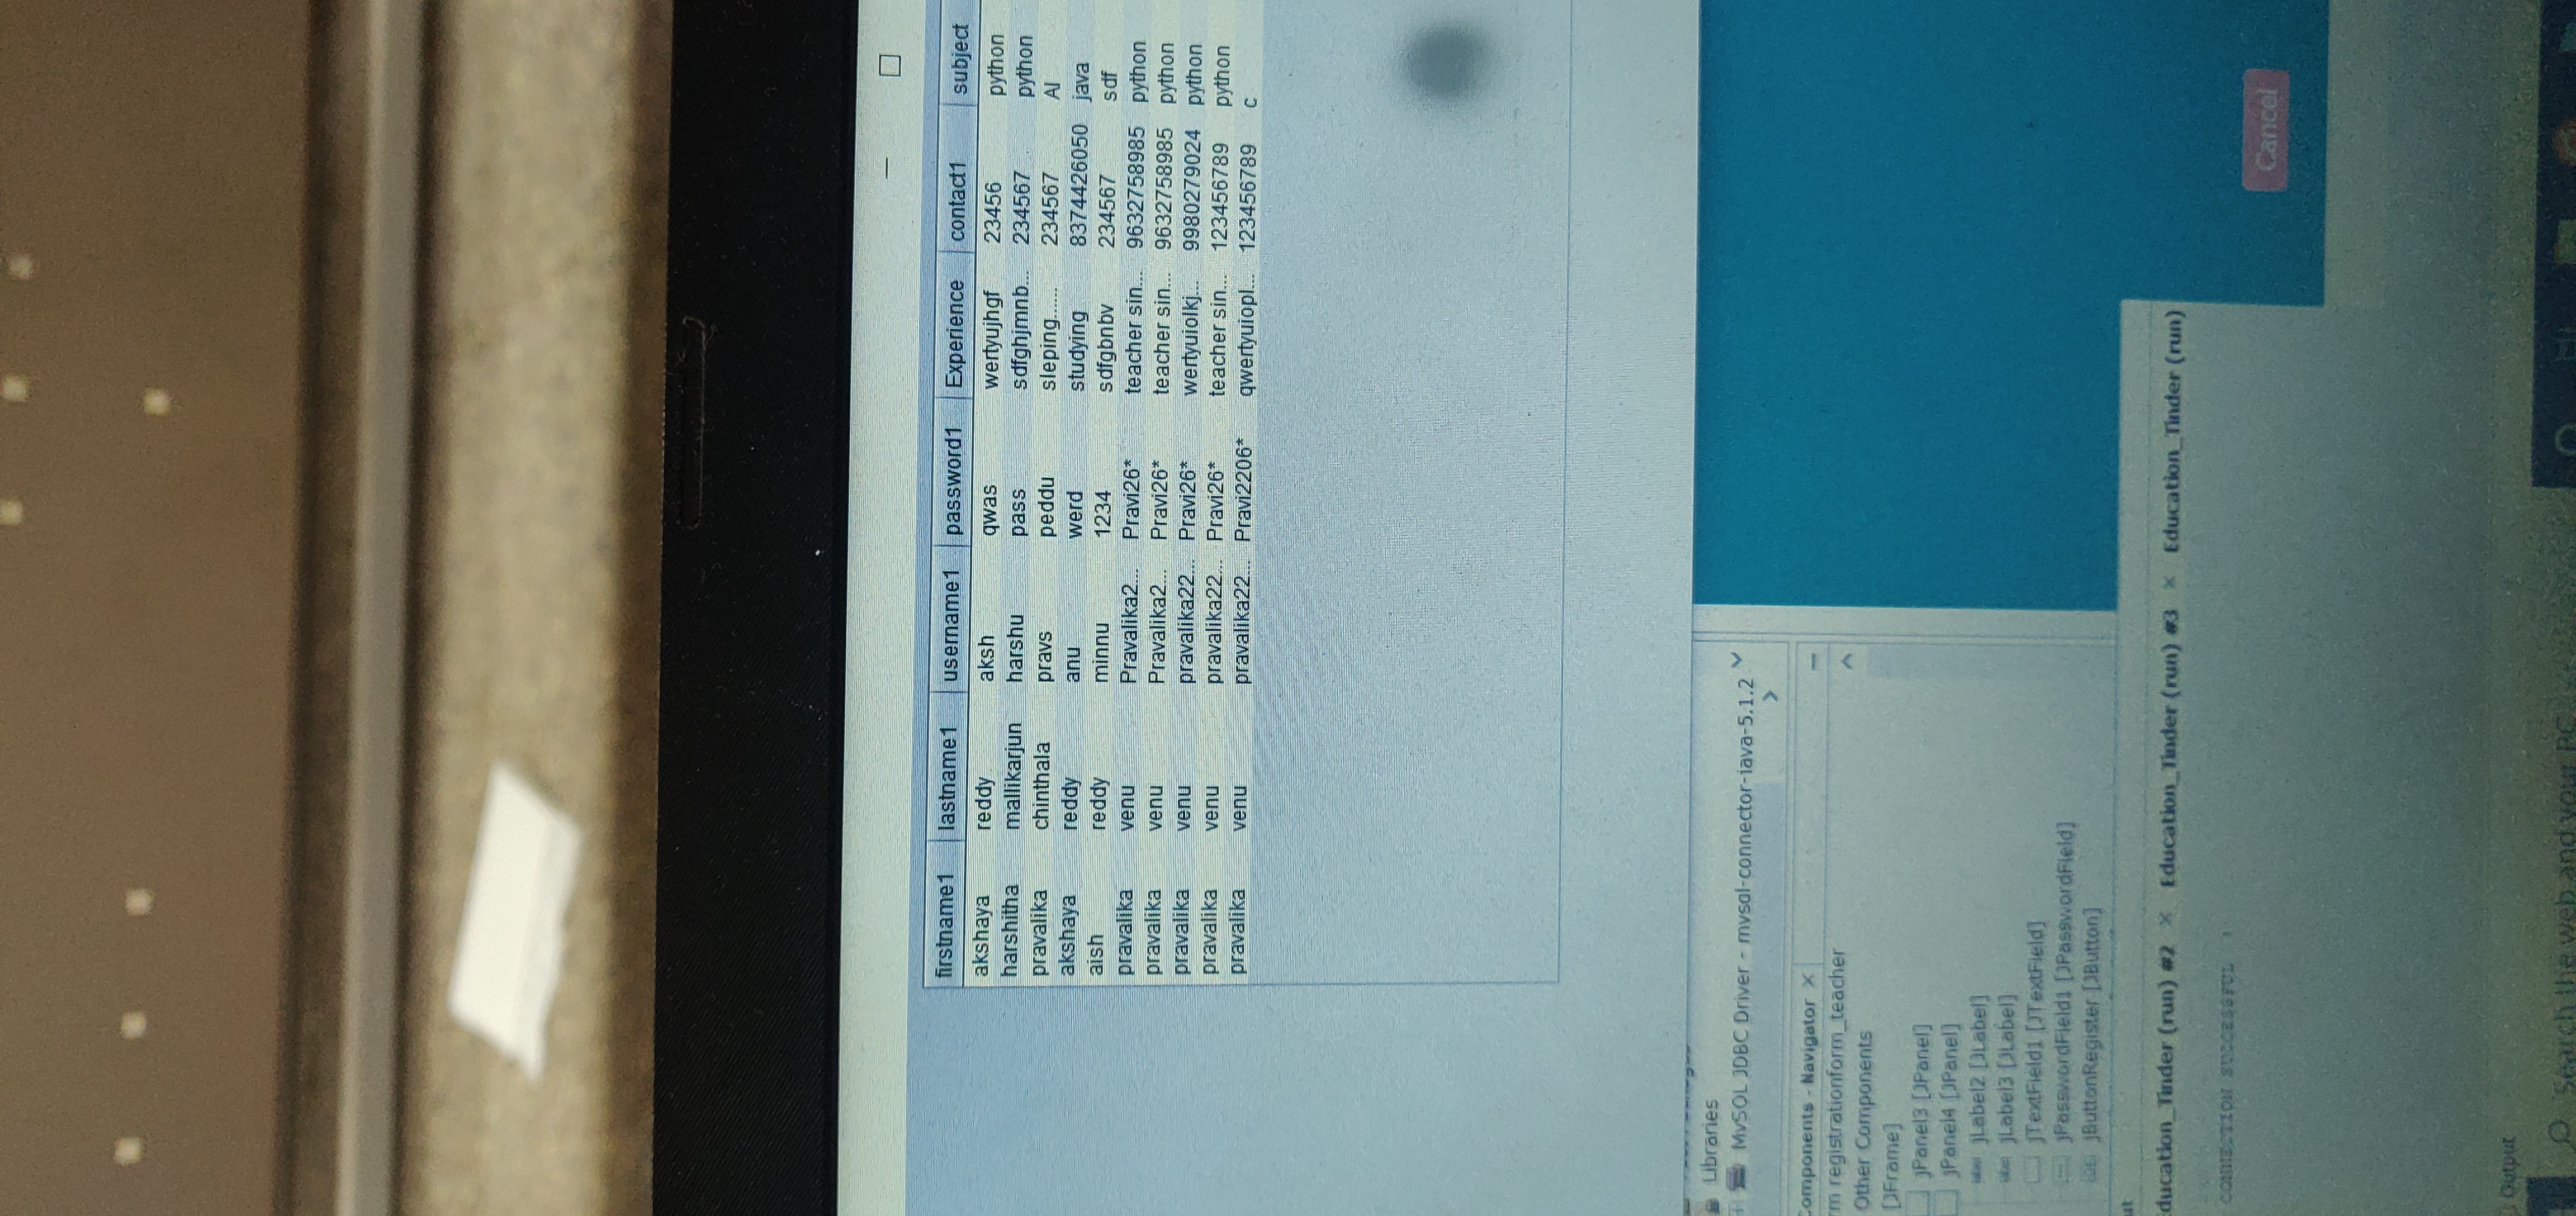 firstname1 lastname1 username1 password1 Experience contact1 subject
akshaya reddy aksh qwas wertyujhgf 23456 python
harshitha mallikarjun harshu pass sdfghjmnb... 234567 python
pravalika chinthala pravs peddu sleping...... 234567 AI
akshaya reddy anu werd studying 8374426050 java
aish reddy minnu 1234 sdfgbnbv 234567 sdf
pravalika venu Pravalika2... Pravi26* teacher sin... 9632758985 python
pravalika venu Pravalika2... Pravi26* teacher sin... 9632758985 python
pravalika venu pravalika22... Pravi26* wertyuiolkj... 9980279024 python
pravalika venu pravalika22... Pravi26* teacher sin... 123456789 python
pravalika venu pravalika22... Pravi2206* qwertyuiopl... 123456789 c
Libraries
MySQL JDBC Driver - mysql-connector-java-5.1.2
Components - Navigator
rm registrationform_teacher
Other Components
[JFrame]
jPanel3 [JPanel]
jPanel4 [JPanel]
jLabel2 [JLabel]
jLabel3 [JLabel]
jTextField1 [JTextField]
jPasswordField1 [JPasswordField]
jButtonRegister [JButton]
ut
ducation_Tinder (run) #2 Education_Tinder (run) #3 Education_Tinder (run)
CONNECTION SUCCESSFUL
Cancel
Output
Search the web and your PC